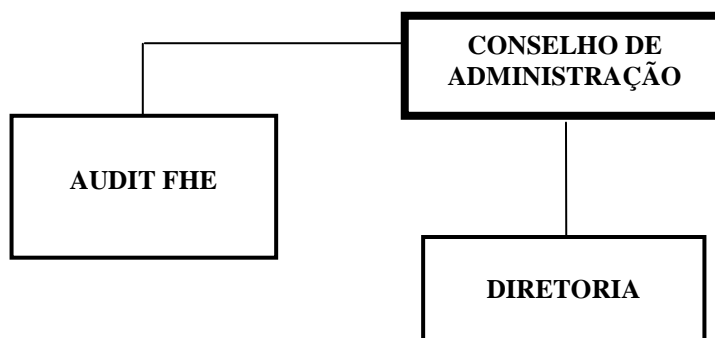 CONSELHO DE
ADMINISTRAÇÃO
AUDIT FHE
DIRETORIA